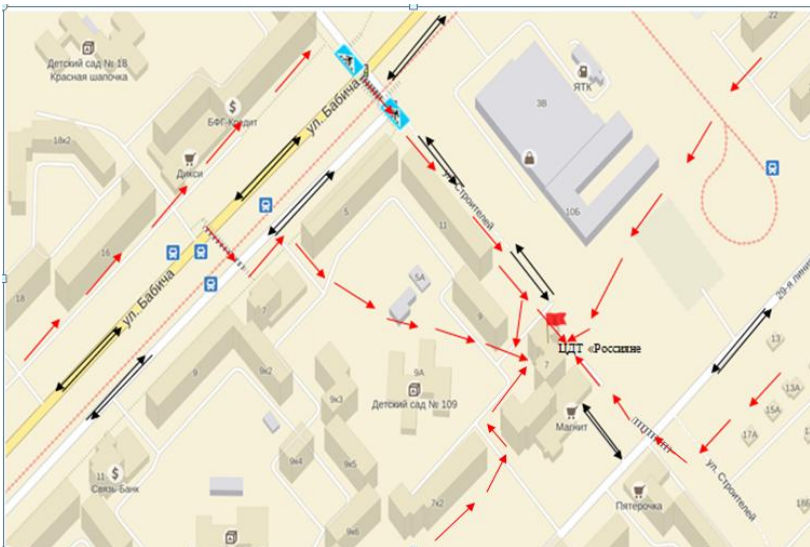 22
Детский сад № 18
Красная шапочка
ЯТК
3В
БФГ-Кредит
ул. Бабича
18к2
Дикси
10Б
ул. Строителей
5
11
16
5А
29-я линия
ул. Бабича
18
7
9
ЦДТ «Россияне
13
7
9
9к2
9А
13А
Детский сад № 109
9к3
15А
Магнит
17А
11
9к4
9к5
Связь-Банк
ул. Строителей
Пятерочка
7к2
9к6